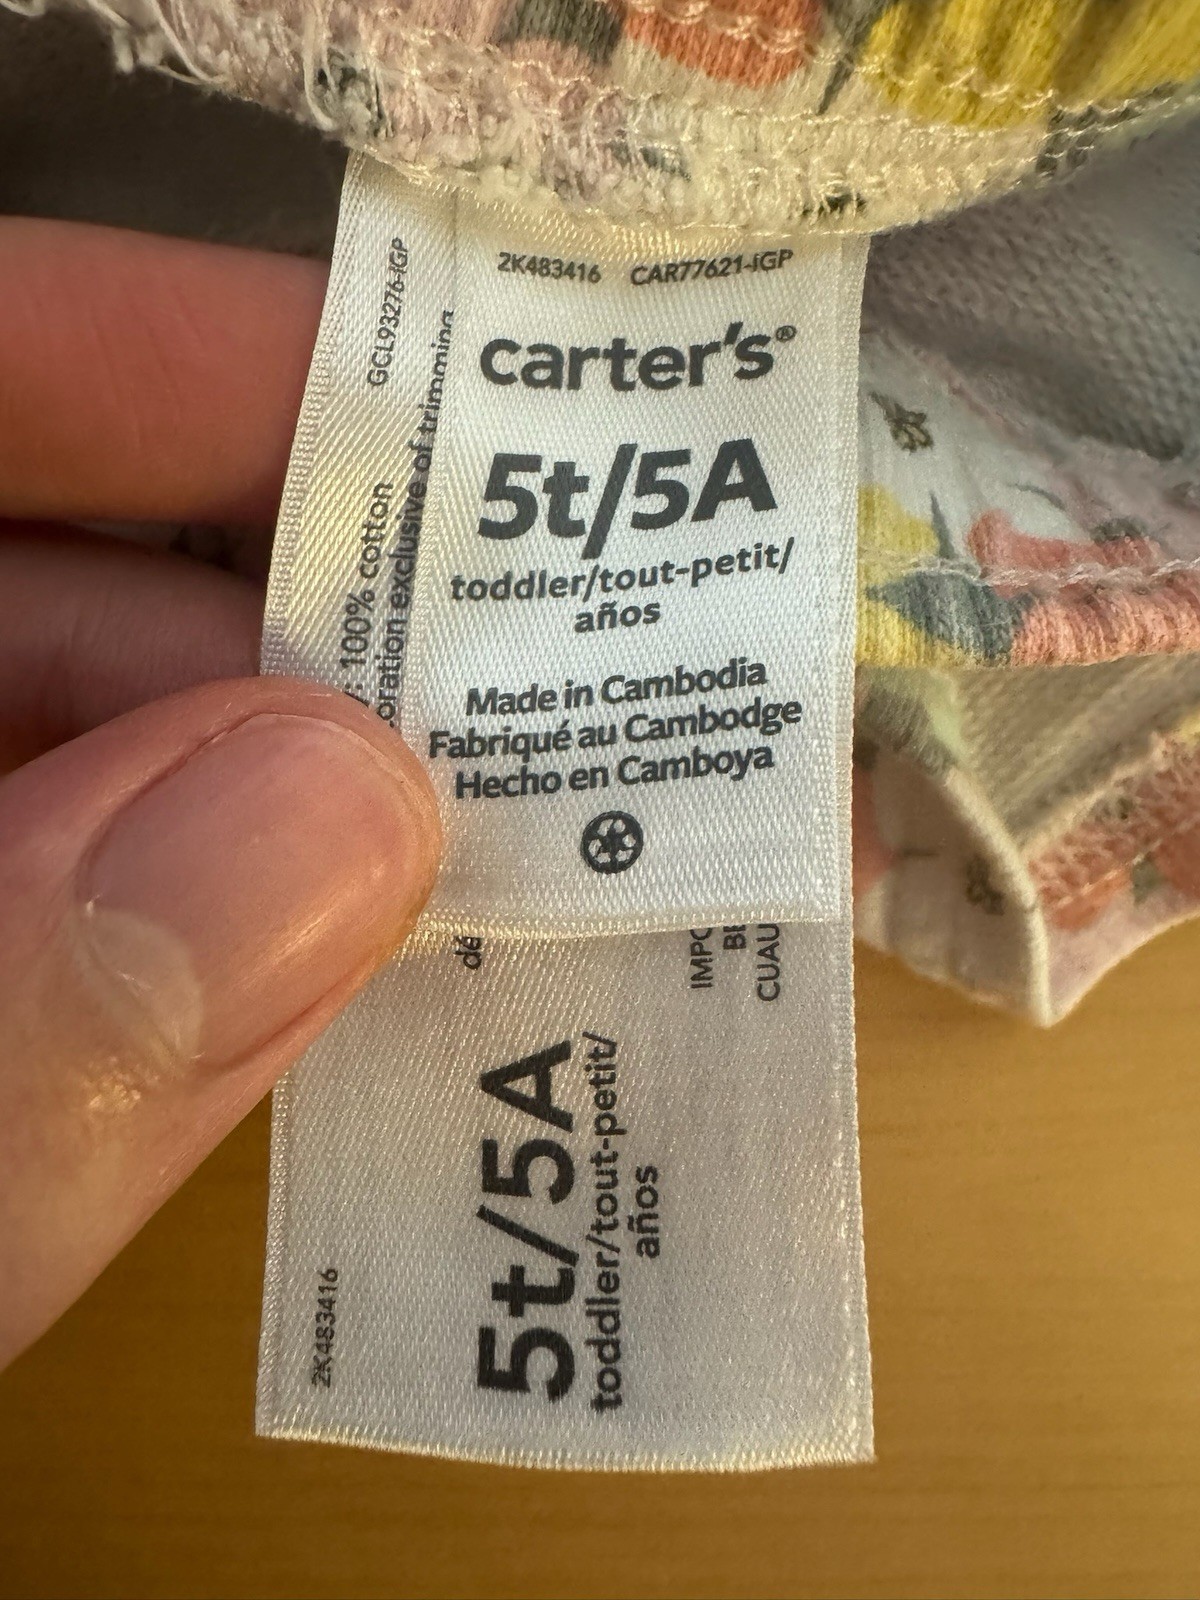 2K483416 CAR77621-IGP
carter's®
5t/5A
toddler/tout-petit/
años
Made in Cambodia
Fabriqué au Cambodge
Hecho en Camboya
GCL93276-IGP
100% cotton
exclusive of trimming
5t/5A
toddler/tout-petit/
años
2K483416